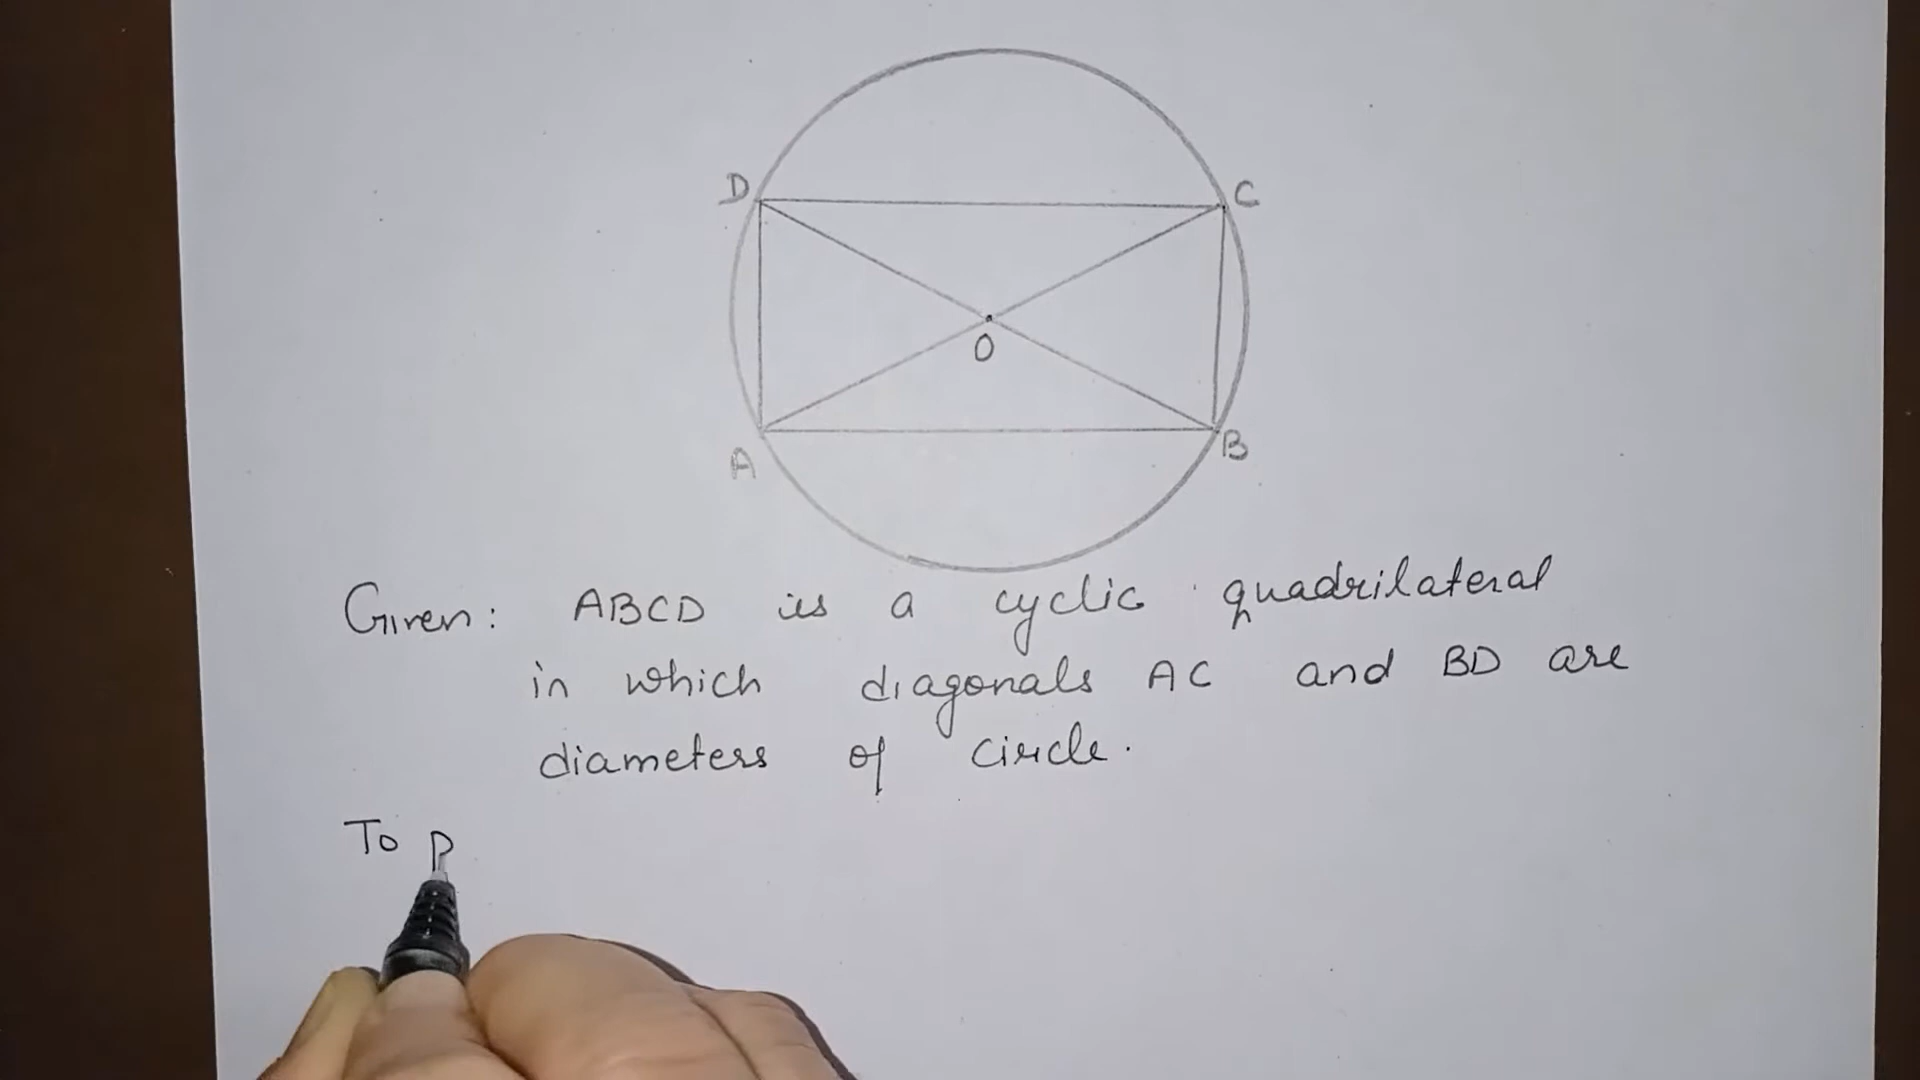 D C
O
A B
Given: ABCD is a cyclic quadrilateral
in which diagonals AC and BD are
diameters of circle.
To P